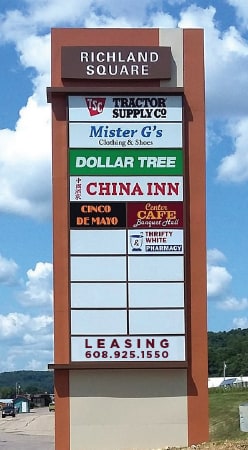 RICHLAND
SQUARE
TSC TRACTOR
SUPPLY CO
Mister G's
Clothing & Shoes
DOLLAR TREE
CHINA INN
CINCO
DE MAYO
Center
CAFE
Banquet Hall
THRIFTY
WHITE
PHARMACY
LEASING
608.925.1550